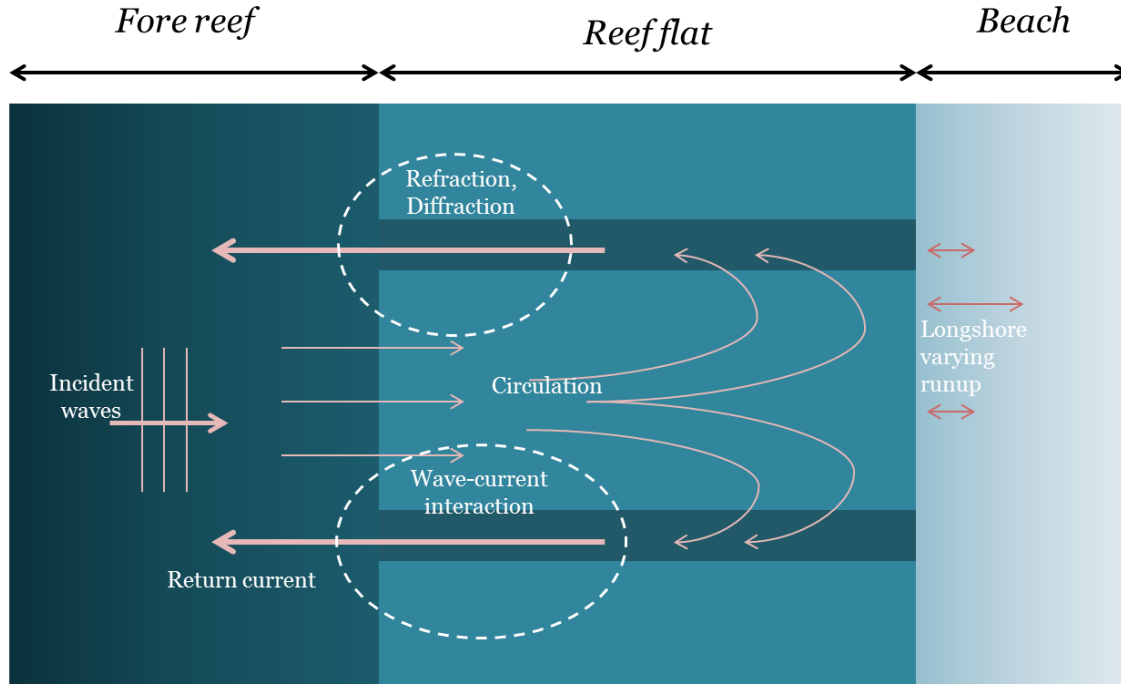 Fore reef
Reef flat
Beach
Refraction,
Diffraction
Incident
waves
Circulation
Longshore
varying
runup
Wave-current
interaction
Return current